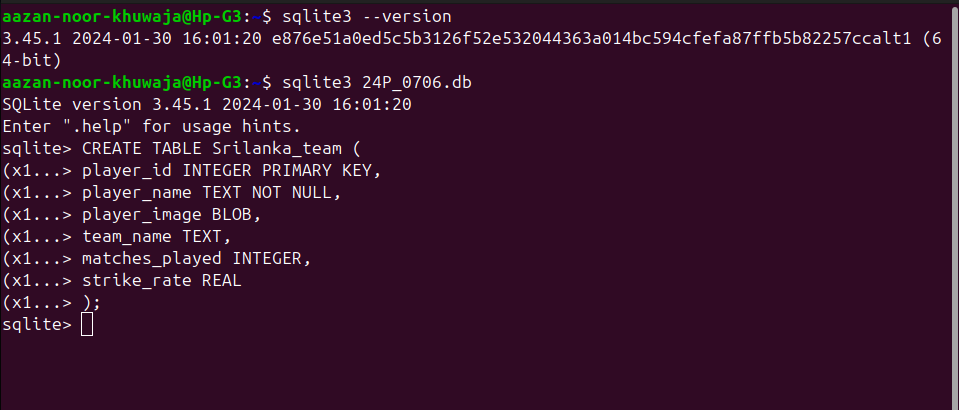 aazan-noor-khuwaja@Hp-G3:~$ sqlite3 --version
3.45.1 2024-01-30 16:01:20 e876e51a0ed5c5b3126f52e532044363a014bc594cfefa87ffb5b82257ccalt1 (6
4-bit)
aazan-noor-khuwaja@Hp-G3:~$ sqlite3 24P_0706.db
SQLite version 3.45.1 2024-01-30 16:01:20
Enter ".help" for usage hints.
sqlite> CREATE TABLE Srilanka_team (
(x1...> player_id INTEGER PRIMARY KEY,
(x1...> player_name TEXT NOT NULL,
(x1...> player_image BLOB,
(x1...> team_name TEXT,
(x1...> matches_played INTEGER,
(x1...> strike_rate REAL
(x1...> );
sqlite>